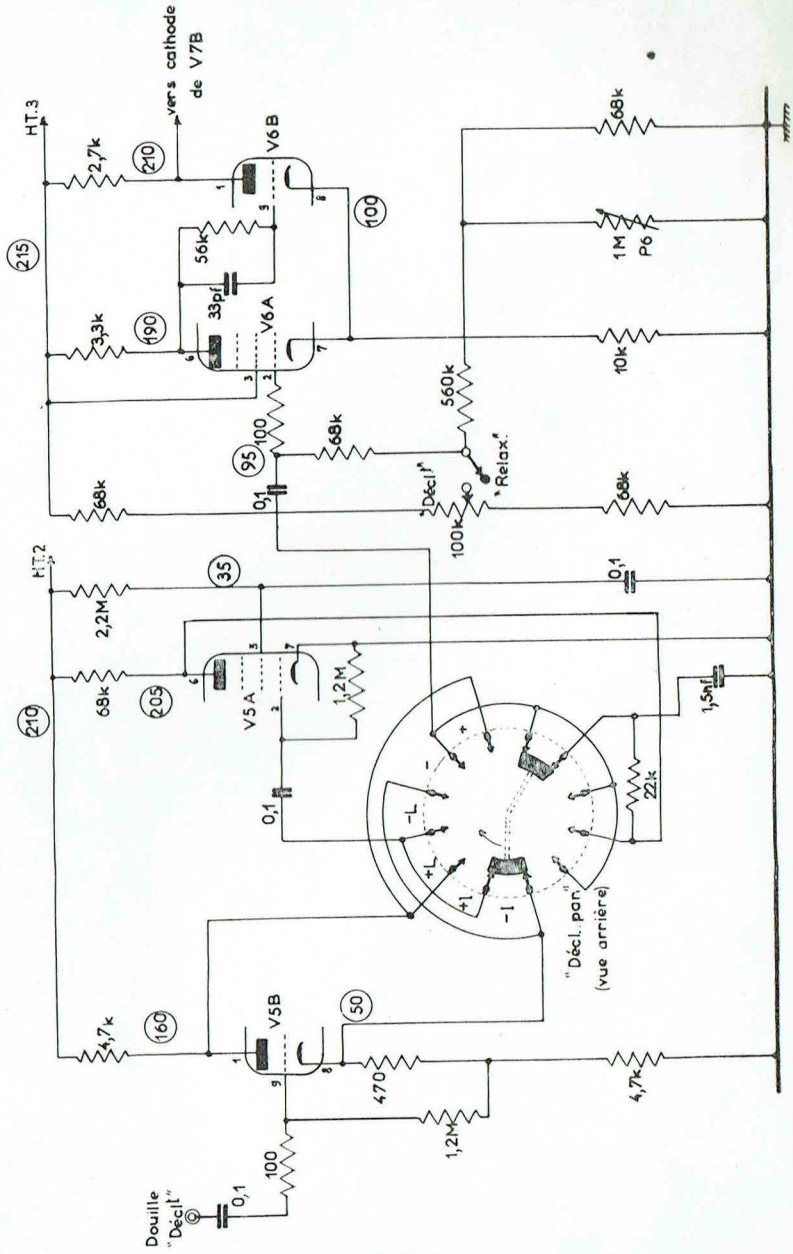 HT.3
215
2,7k
210
vers cathode
de V7B
3,3k
190
1
V6B
9
8
56k
33pf
6
V6A
3
2
7
100
100
95
68k
0,1
68k
"Décl^t"
"Relax."
100k
68k
560k
10k
1M
P6
68k
HT.2
210
2,2M
35
68k
205
6
V5A
3
7
2
1,2M
0,1
0,1
1,5nf
22k
+
-
-L
+L
+I
-I
"Décl. par"
(vue arrière)
4,7k
160
1
V5B
50
9
8
470
1,2M
4,7k
100
0,1
Douille
"Décl^t"